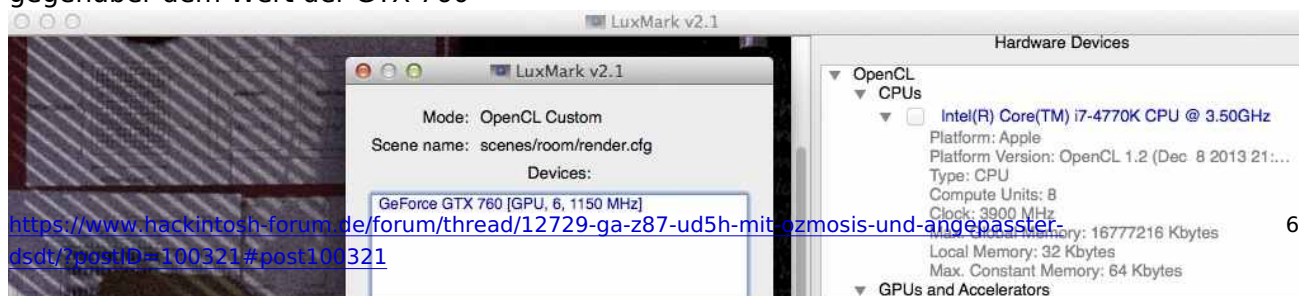 gegenüber dem Wert der GTX 760
LuxMark v2.1
LuxMark v2.1
Mode: OpenCL Custom
Scene name: scenes/room/render.cfg
Devices:
GeForce GTX 760 [GPU, 6, 1150 MHz]
Hardware Devices
OpenCL
CPUs
Intel(R) Core(TM) i7-4770K CPU @ 3.50GHz
Platform: Apple
Platform Version: OpenCL 1.2 (Dec 8 2013 21:...
Type: CPU
Compute Units: 8
Clock: 3900 MHz
Max. Global Memory: 16777216 Kbytes
Local Memory: 32 Kbytes
Max. Constant Memory: 64 Kbytes
GPUs and Accelerators
https://www.hackintosh-forum.de/forum/thread/12729-ga-z87-ud5h-mit-ozmosis-und-angepasster-
dsdt/?postID=100321#post100321
6